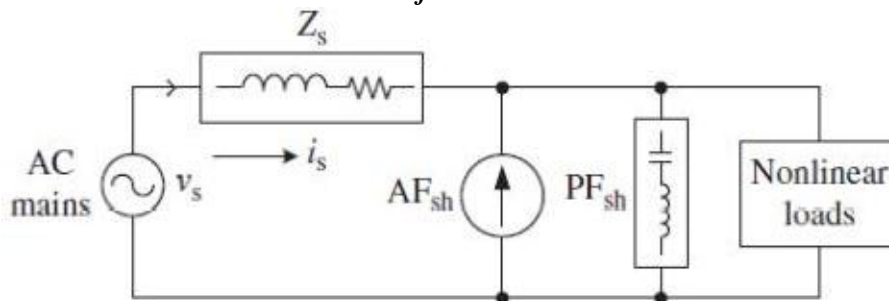 Z_s
AC
mains
v_s
i_s
AF_sh
PF_sh
Nonlinear
loads